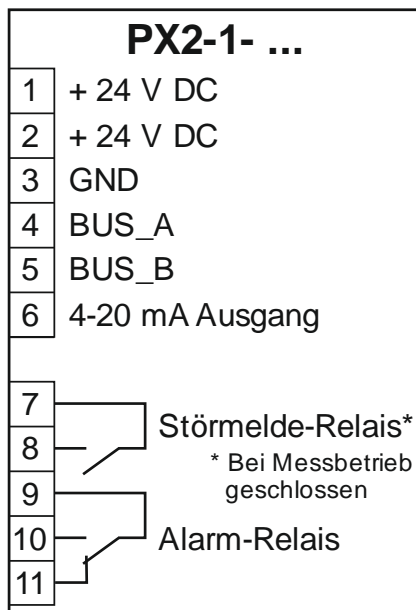 PX2-1- ...
1 + 24 V DC
2 + 24 V DC
3 GND
4 BUS_A
5 BUS_B
6 4-20 mA Ausgang
7
Störmelde-Relais*
8
* Bei Messbetrieb
9
geschlossen
10 Alarm-Relais
11